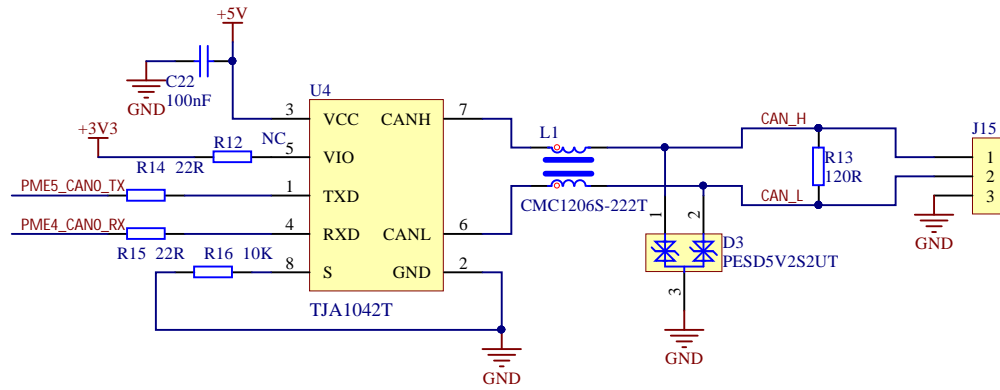 +5V
C22
100nF
GND
U4
+3V3
R12
NC
3
VCC
CANH
7
5
VIO
R14 22R
PME5_CAN0_TX
1
TXD
PME4_CAN0_RX
4
RXD
CANL
6
R15 22R
R16 10K
8
S
GND
2
TJA1042T
GND
L1
CMC1206S-222T
CAN_H
R13
120R
CAN_L
J15
1
2
3
GND
1
2
D3
PESD5V2S2UT
3
GND